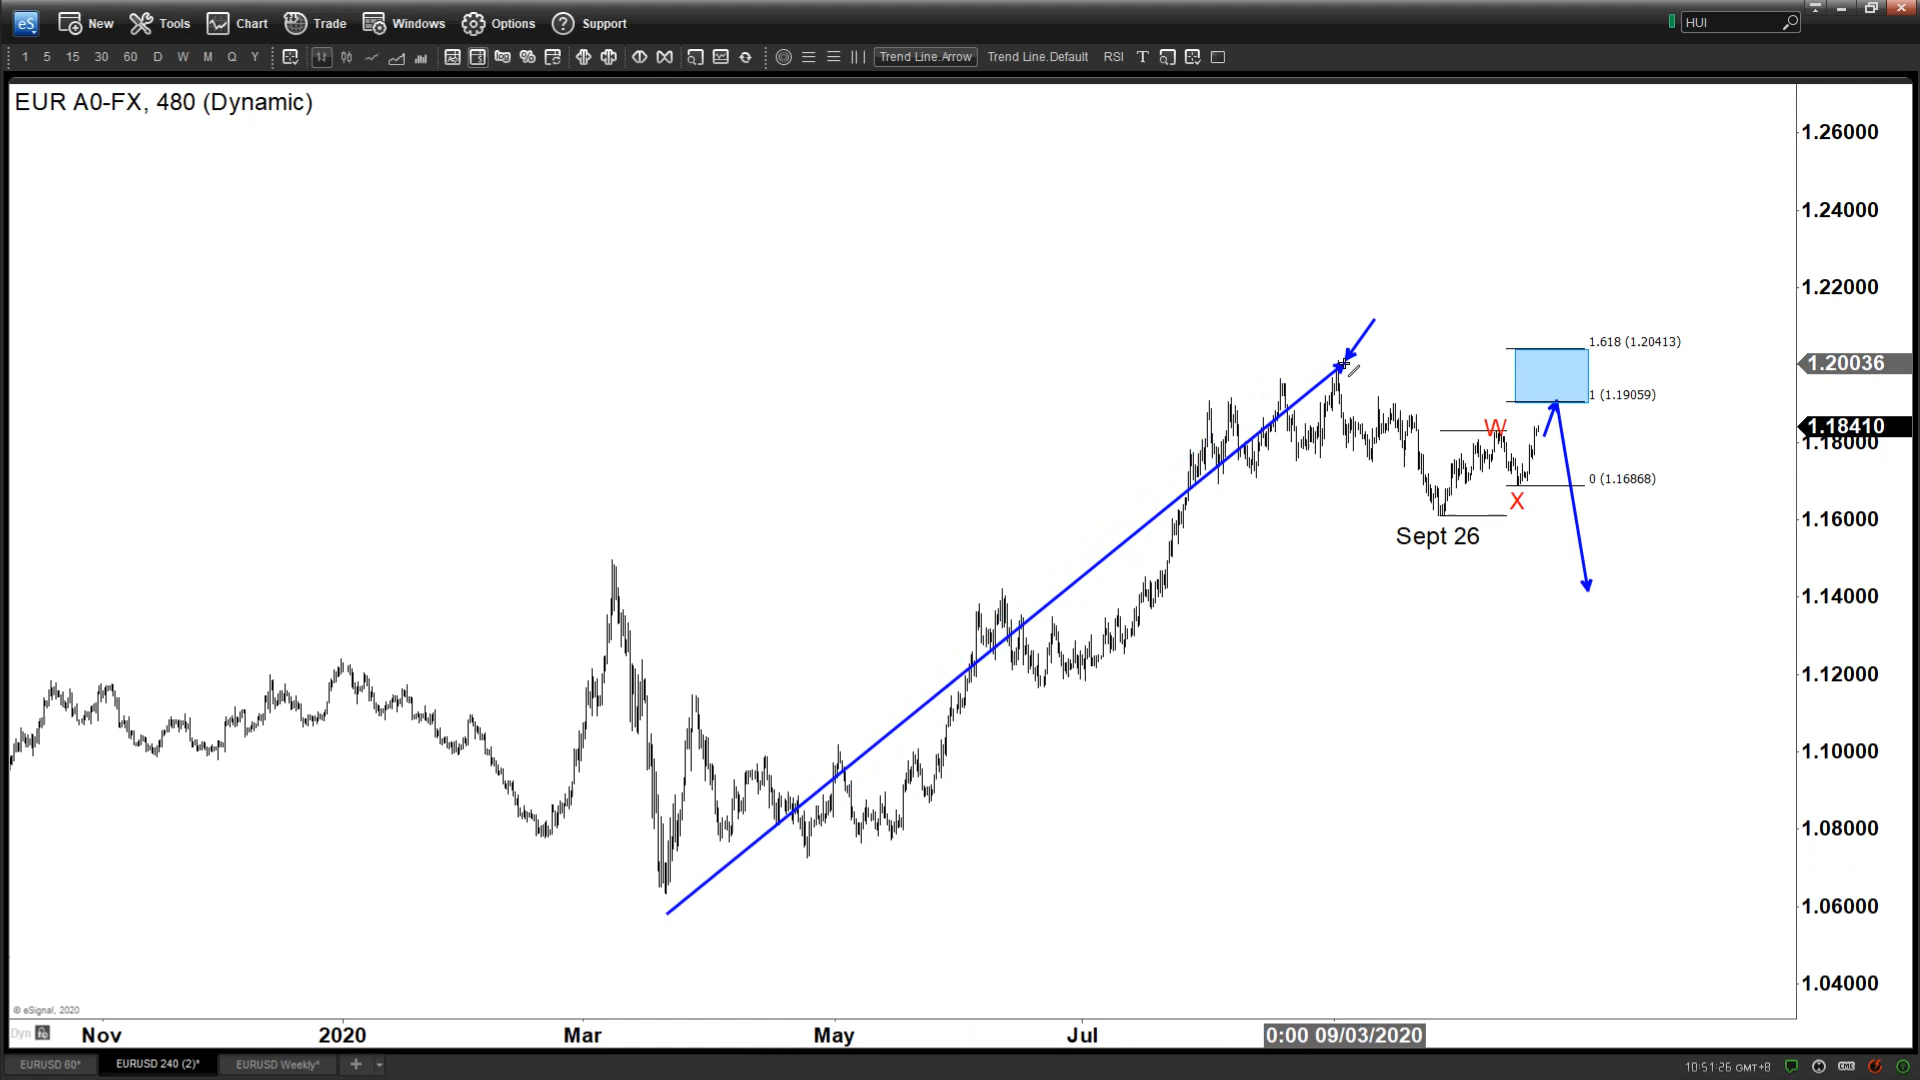 eS New Tools Chart Trade Windows Options Support HUI
1 5 15 30 60 D W M Q Y log % Trend Line.Arrow Trend Line.Default RSI T
EUR A0-FX, 480 (Dynamic)
1.26000
1.24000
1.22000
1.618 (1.20413)
1.20036
1 (1.19059)
W
1.18410
1.18000
0 (1.16868)
X
1.16000
Sept 26
1.14000
1.12000
1.10000
1.08000
1.06000
1.04000
© eSignal, 2020
Dyn Nov 2020 Mar May Jul 0:00 09/03/2020
EURUSD 60* EURUSD 240 (2)* EURUSD Weekly* + 10:51:26 GMT+8